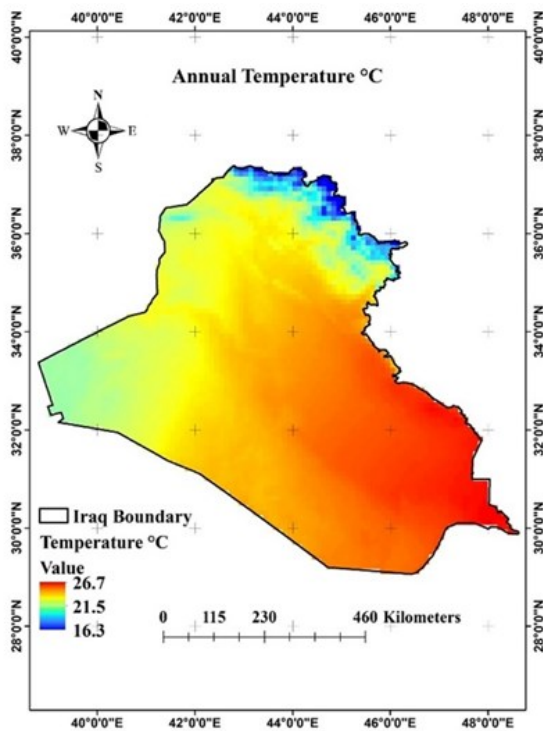 40°0'0"E 42°0'0"E 44°0'0"E 46°0'0"E 48°0'0"E
Annual Temperature °C
N
W E
S
40°0'0"N 40°0'0"N
38°0'0"N 38°0'0"N
36°0'0"N 36°0'0"N
34°0'0"N 34°0'0"N
32°0'0"N 32°0'0"N
30°0'0"N 30°0'0"N
28°0'0"N 28°0'0"N
Iraq Boundary
Temperature °C
Value
26.7
21.5
16.3
0 115 230 460 Kilometers
40°0'0"E 42°0'0"E 44°0'0"E 46°0'0"E 48°0'0"E